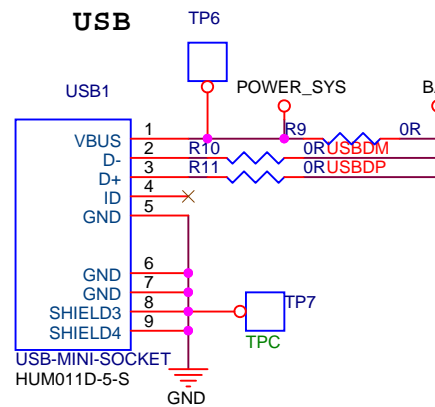 USB
TP6
USB1
POWER_SYS
BA
1
VBUS
R9
0R
2
D-
R10
0R
USBDM
3
D+
R11
0R
USBDP
4
ID
5
GND
6
GND
7
GND
8
SHIELD3
TP7
9
SHIELD4
TPC
USB-MINI-SOCKET
HUM011D-5-S
GND